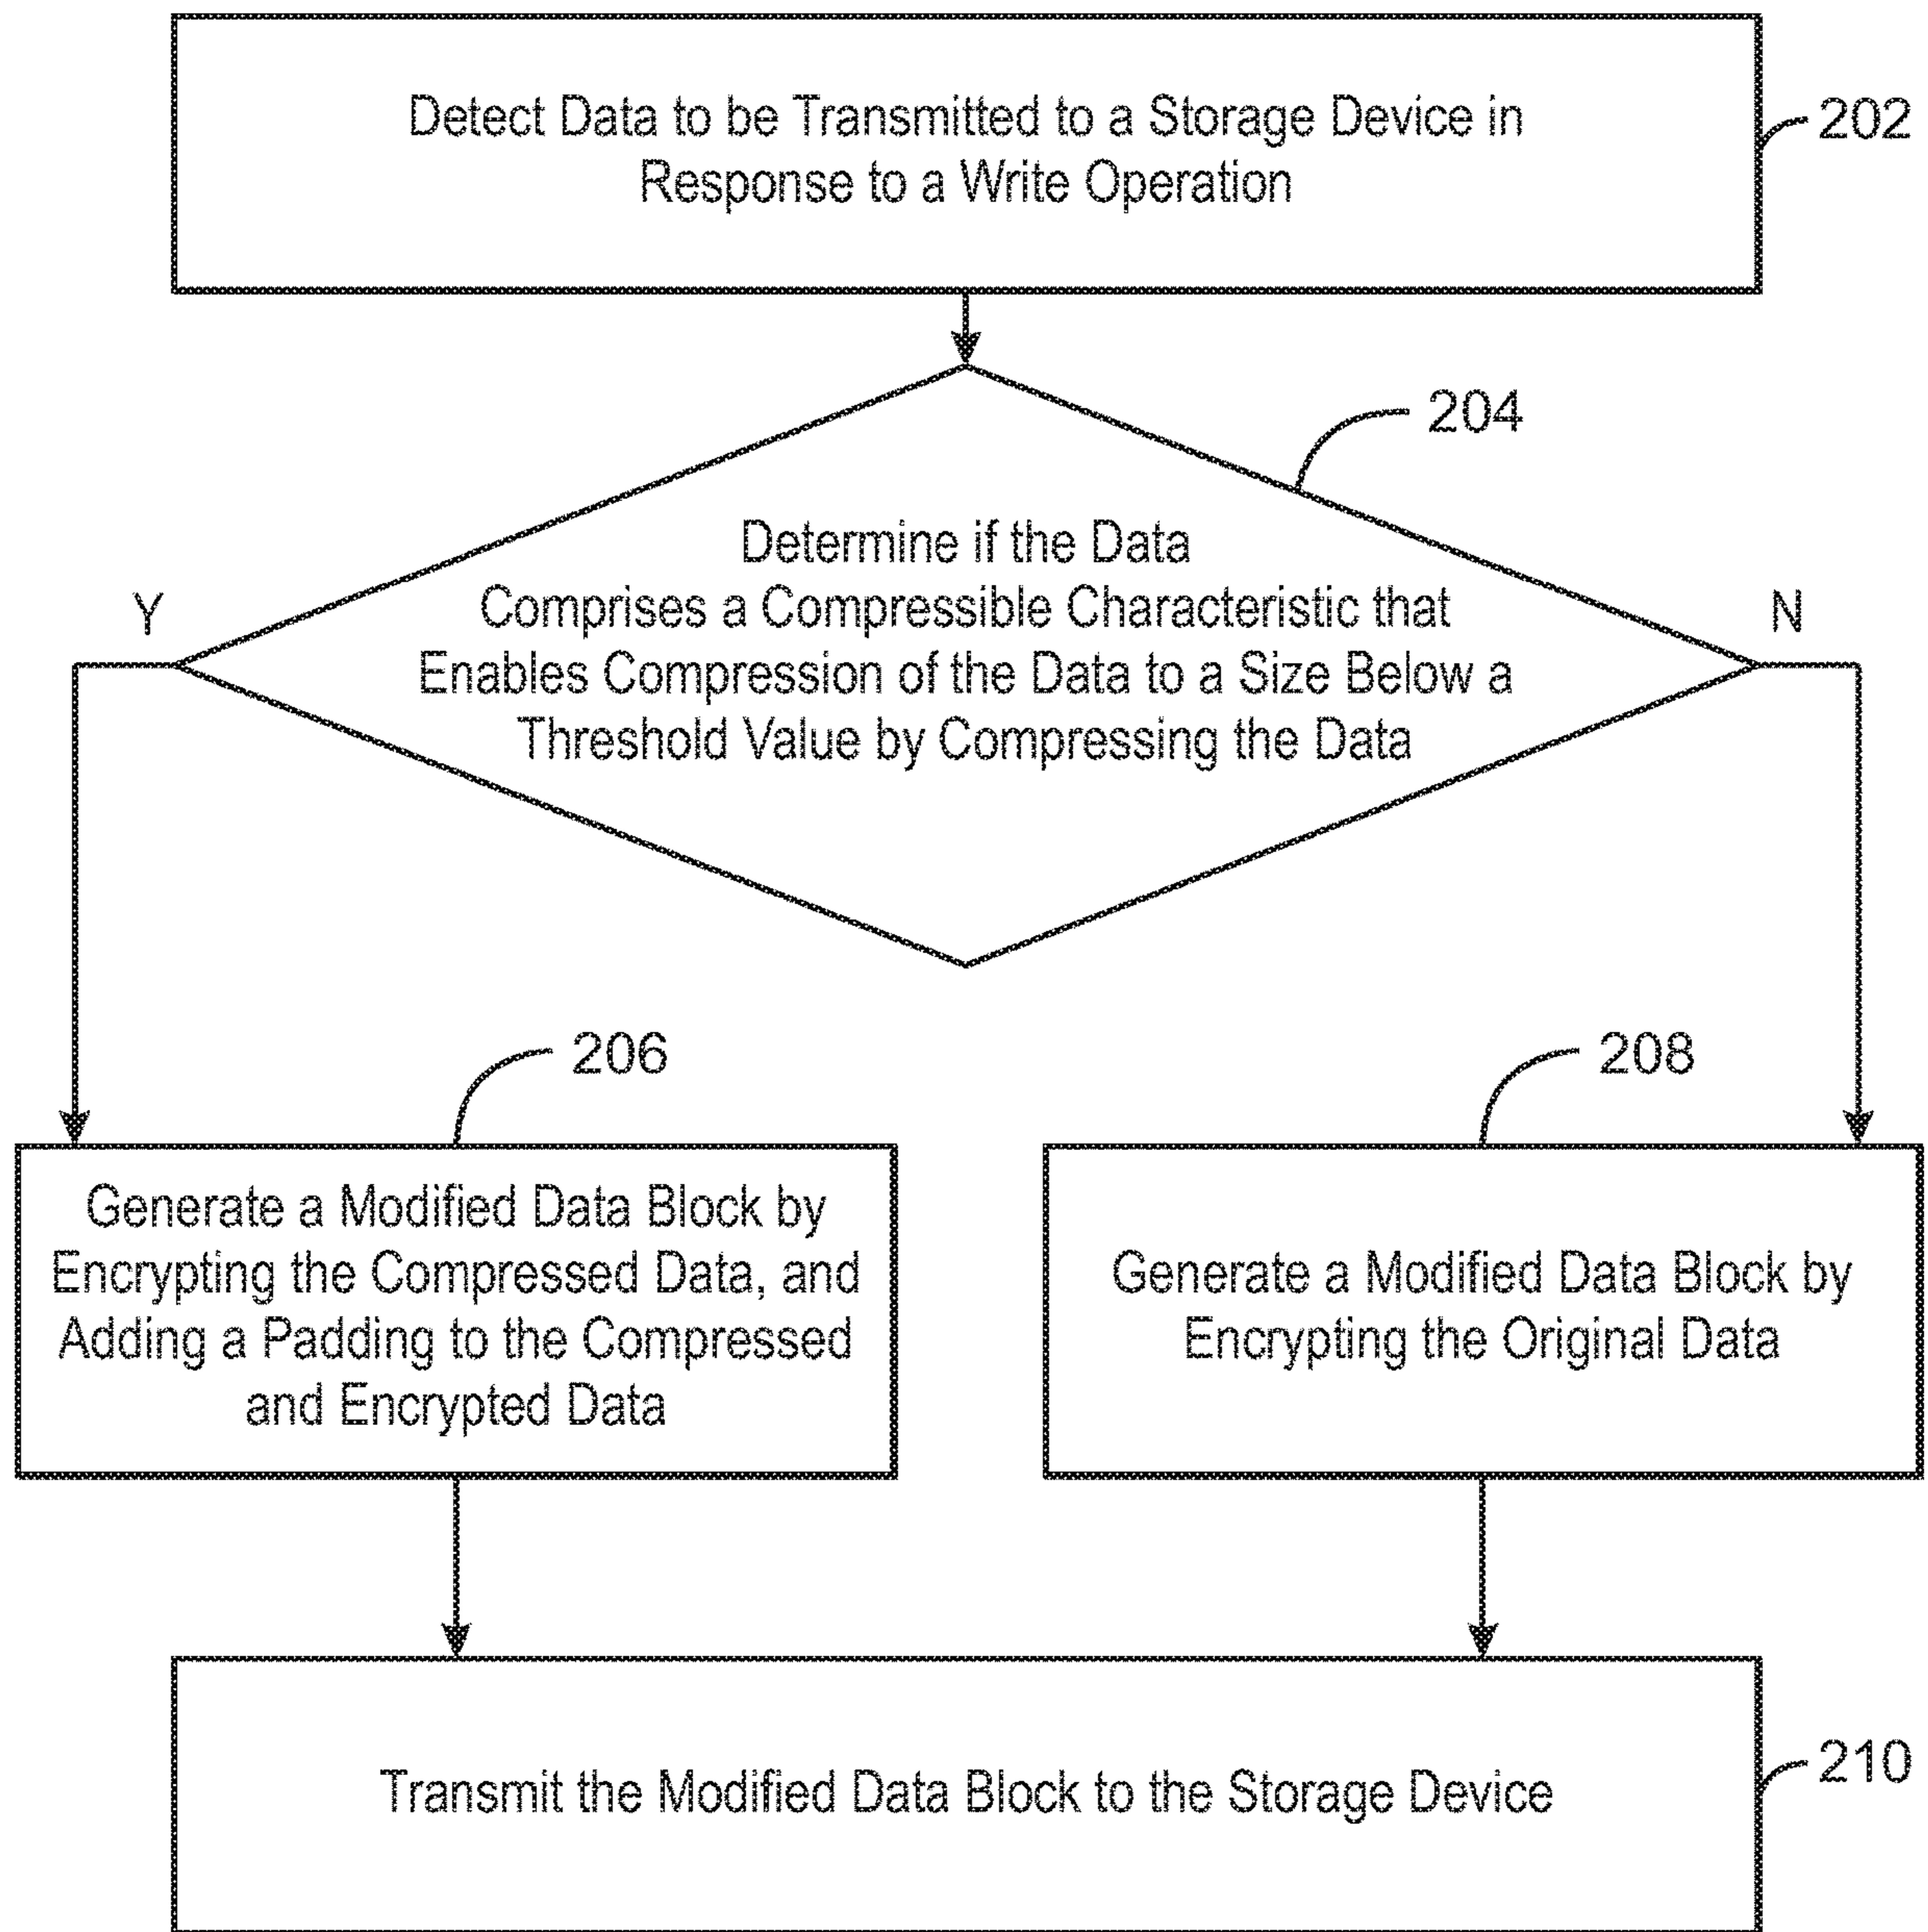 Detect Data to be Transmitted to a Storage Device in
Response to a Write Operation
202
204
Determine if the Data
Comprises a Compressible Characteristic that
Enables Compression of the Data to a Size Below a
Threshold Value by Compressing the Data
Y
N
206
208
Generate a Modified Data Block by
Encrypting the Compressed Data, and
Adding a Padding to the Compressed
and Encrypted Data
Generate a Modified Data Block by
Encrypting the Original Data
Transmit the Modified Data Block to the Storage Device
210